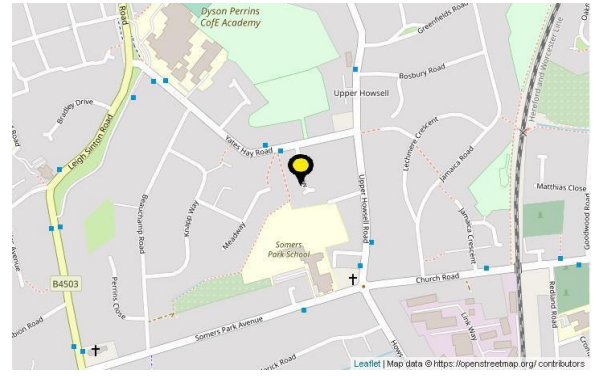 Road
Dyson Perrins
CofE Academy
Greenfields Road
Bosbury Road
Upper Howsell
Hereford and Worcester Line
Bradley Drive
Leigh Sinton Road
Yates Hay Road
Lechmere Crescent
Jamaica Road
Matthias Close
Knapp Way
Beauchamp Road
Meadway
Upper Howsell Road
Jamaica Crescent
Goodwood Road
Somers
Park School
Church Road
B4503
Perrins Close
Somers Park Avenue
Link Way
Redland Road
Leaflet | Map data © https://openstreetmap.org/ contributors